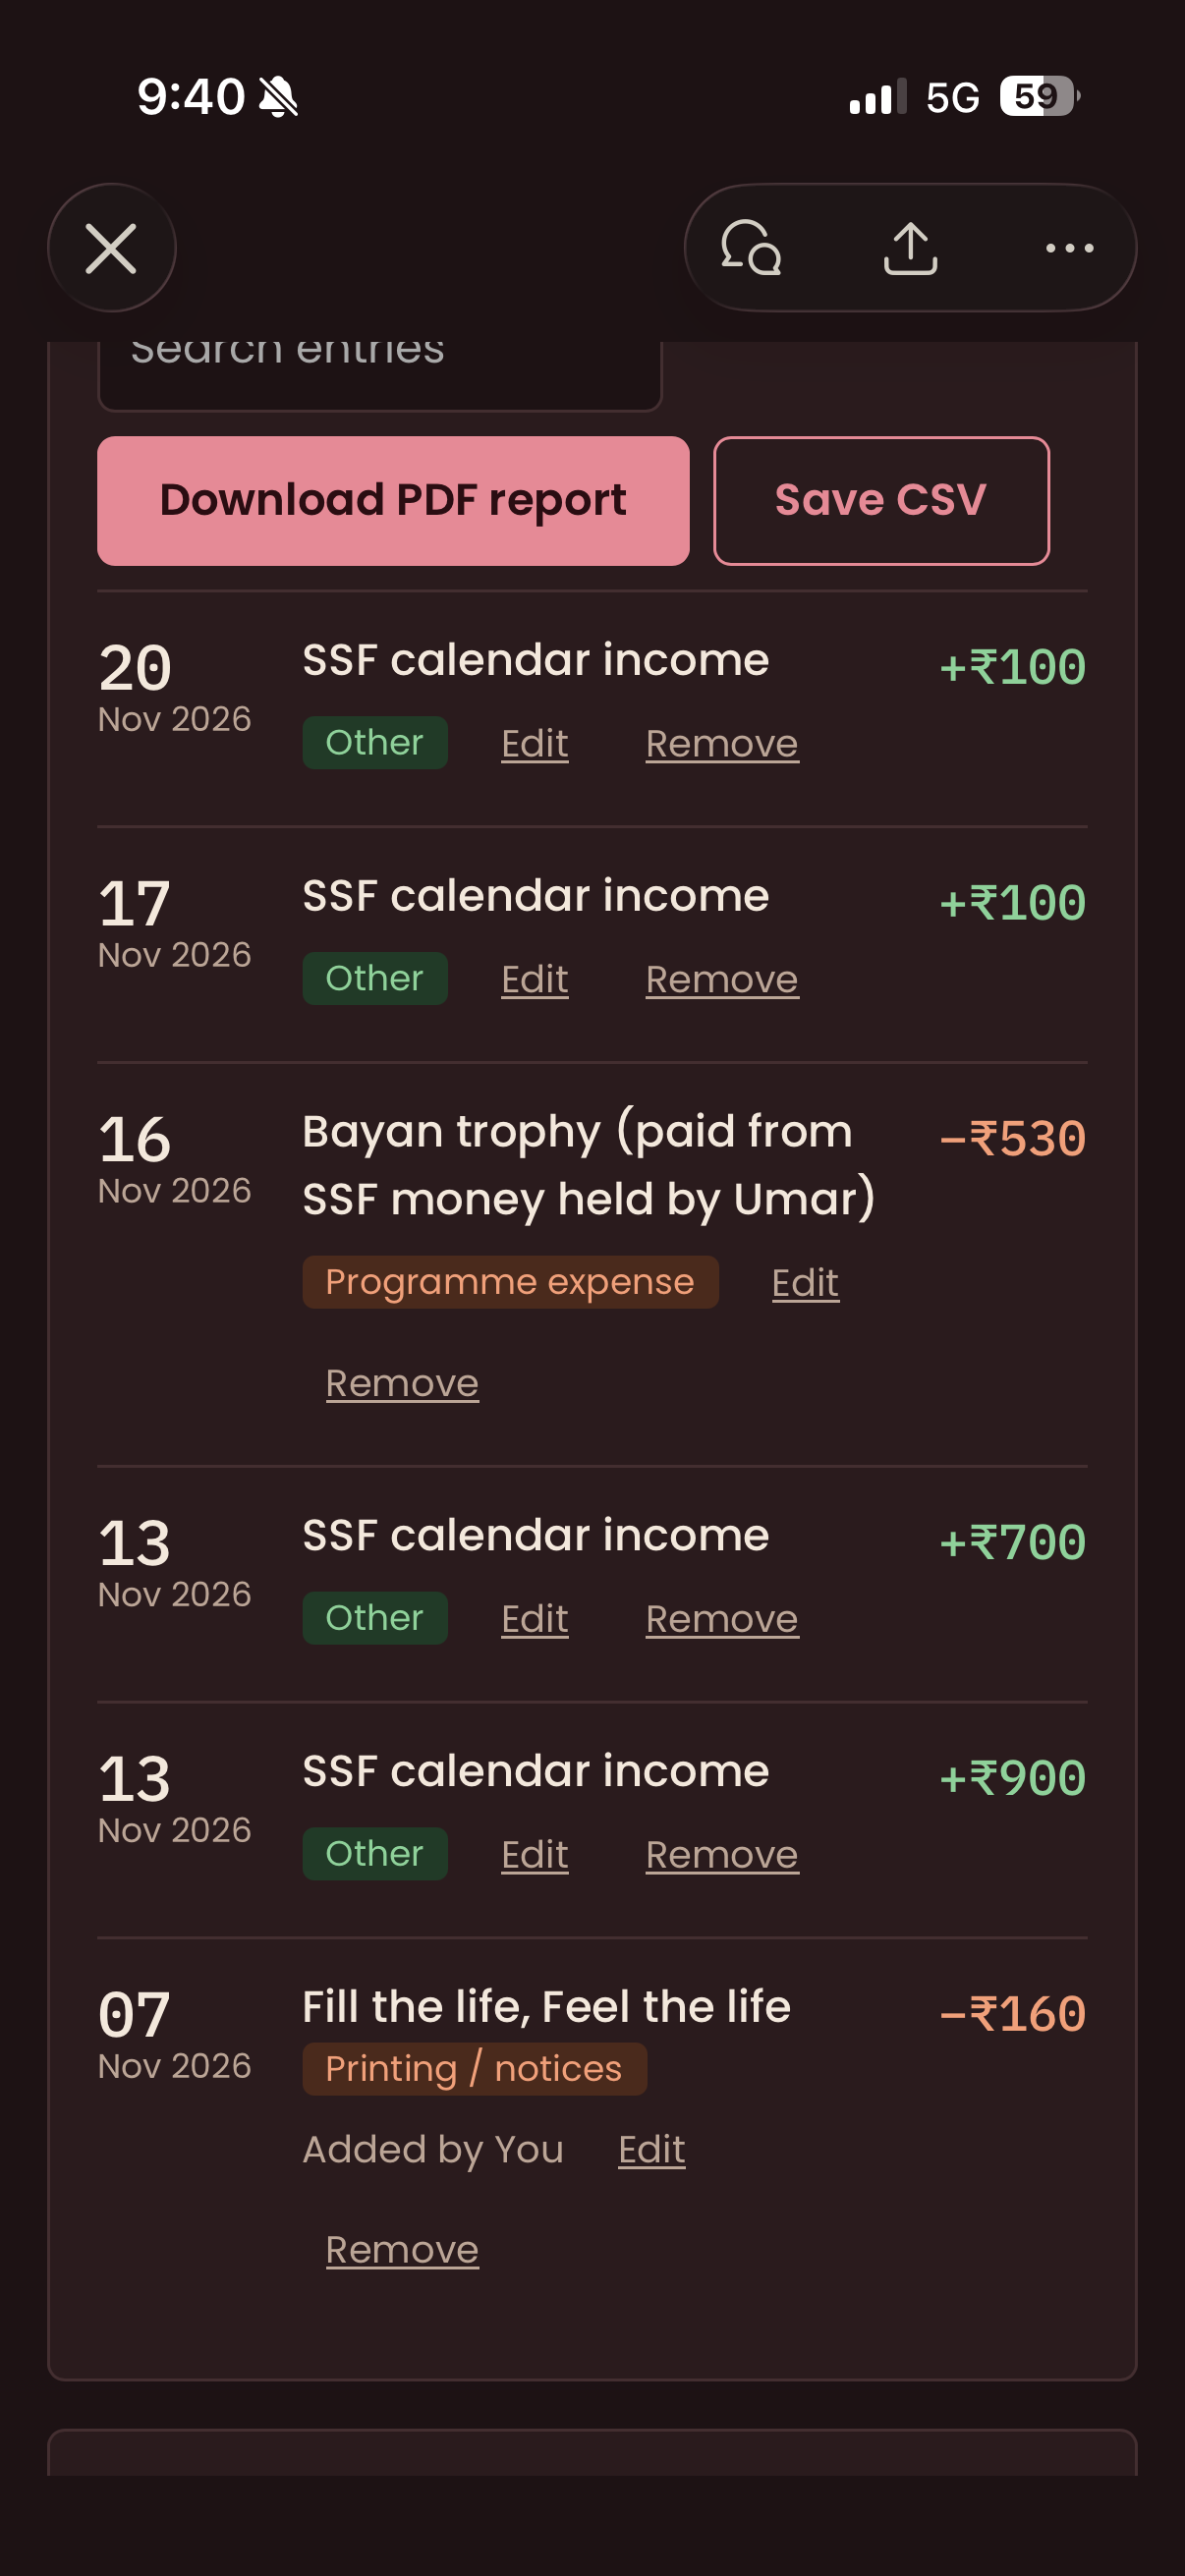 9:40
5G
59
Search entries
Download PDF report
Save CSV
20
Nov 2026
SSF calendar income
+₹100
Other
Edit
Remove
17
Nov 2026
SSF calendar income
+₹100
Other
Edit
Remove
16
Nov 2026
Bayan trophy (paid from
SSF money held by Umar)
−₹530
Programme expense
Edit
Remove
13
Nov 2026
SSF calendar income
+₹700
Other
Edit
Remove
13
Nov 2026
SSF calendar income
+₹900
Other
Edit
Remove
07
Nov 2026
Fill the life, Feel the life
−₹160
Printing / notices
Added by You
Edit
Remove